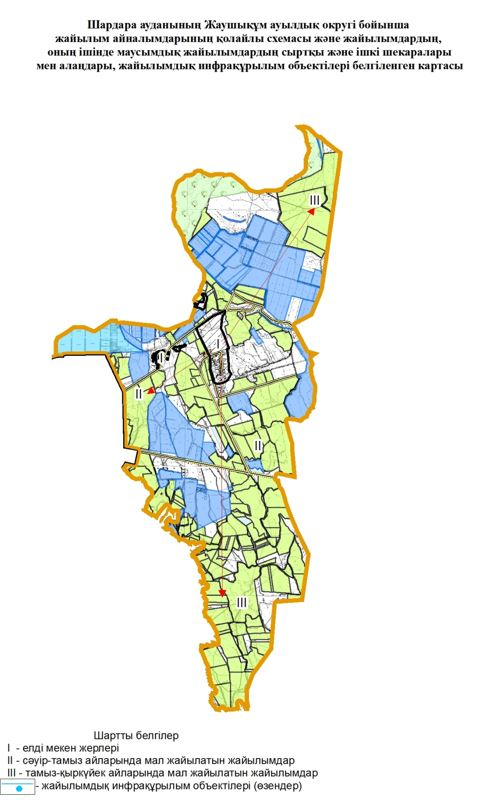 Шардара ауданының Жаушықұм ауылдық округі бойынша
жайылым айналымдарының қолайлы схемасы және жайылымдардың,
оның ішінде маусымдық жайылымдардың сыртқы және ішкі шекаралары
мен алаңдары, жайылымдық инфрақұрылым объектілері белгіленген картасы
III
I
I
II
II
III
Шартты белгілер
I - елді мекен жерлері
II - сәуір-тамыз айларында мал жайылатын жайылымдар
III - тамыз-қыркүйек айларында мал жайылатын жайылымдар
- жайылымдық инфрақұрылым объектілері (өзендер)